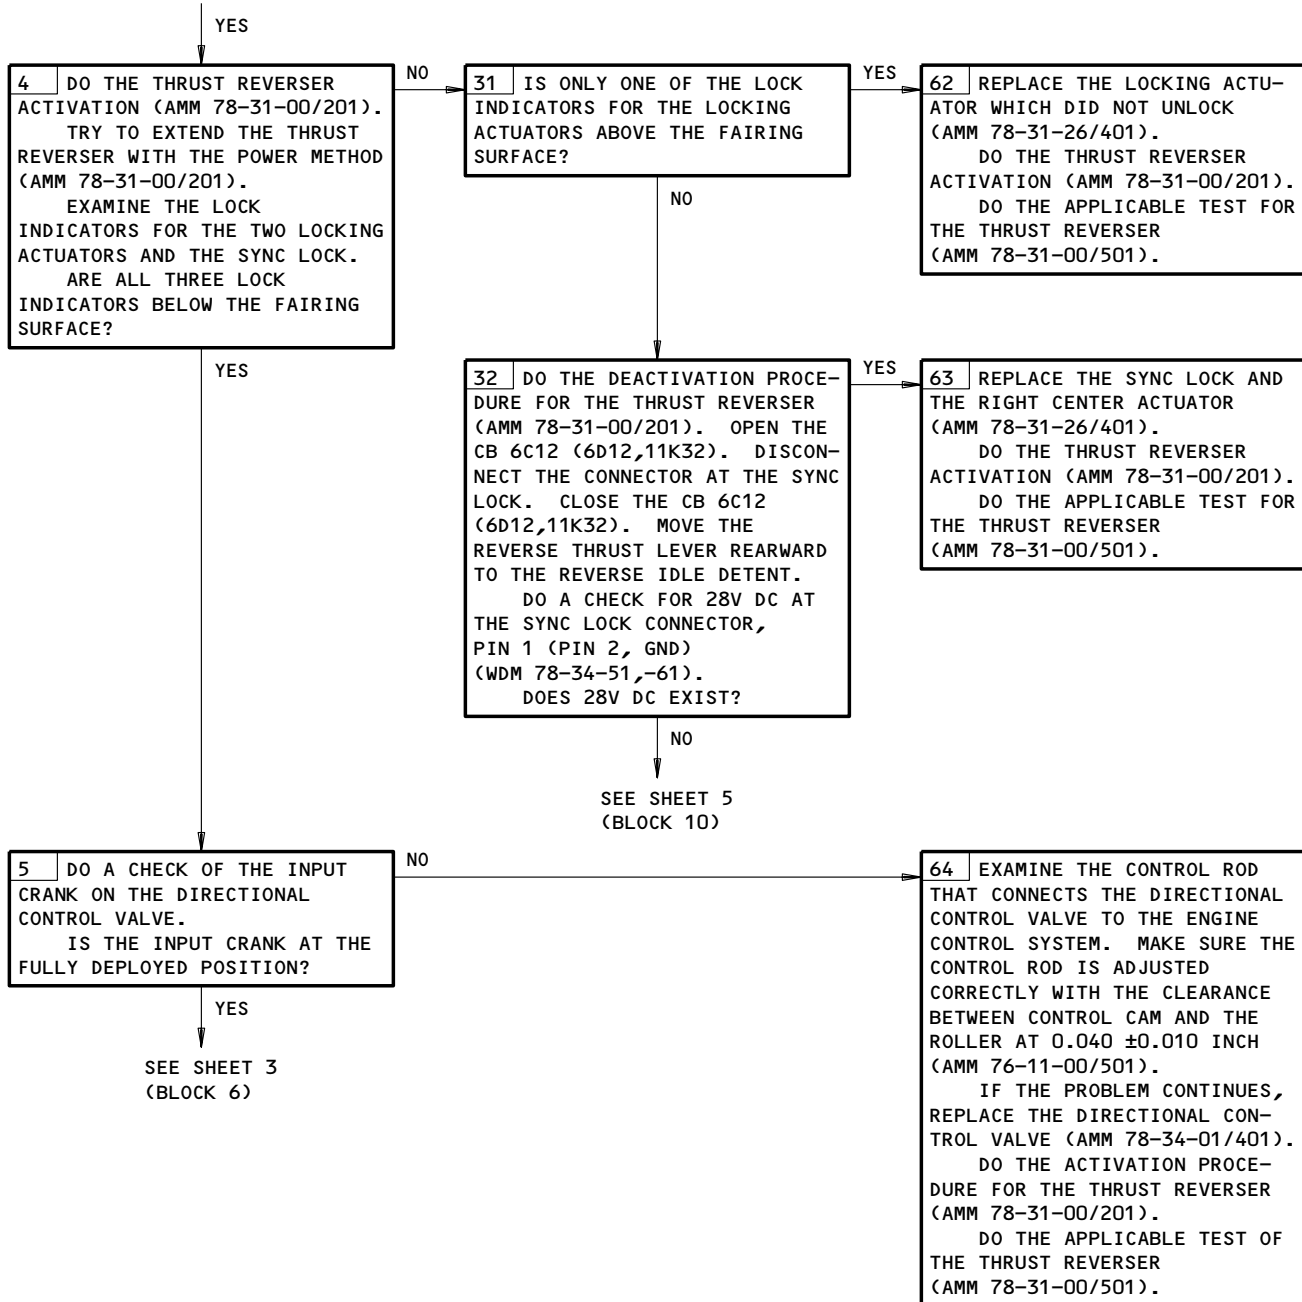 YES
4 DO THE THRUST REVERSER
ACTIVATION (AMM 78-31-00/201).
TRY TO EXTEND THE THRUST
REVERSER WITH THE POWER METHOD
(AMM 78-31-00/201).
EXAMINE THE LOCK
INDICATORS FOR THE TWO LOCKING
ACTUATORS AND THE SYNC LOCK.
ARE ALL THREE LOCK
INDICATORS BELOW THE FAIRING
SURFACE?
NO
31 IS ONLY ONE OF THE LOCK
INDICATORS FOR THE LOCKING
ACTUATORS ABOVE THE FAIRING
SURFACE?
YES
62 REPLACE THE LOCKING ACTU-
ATOR WHICH DID NOT UNLOCK
(AMM 78-31-26/401).
DO THE THRUST REVERSER
ACTIVATION (AMM 78-31-00/201).
DO THE APPLICABLE TEST FOR
THE THRUST REVERSER
(AMM 78-31-00/501).
NO
YES
32 DO THE DEACTIVATION PROCE-
DURE FOR THE THRUST REVERSER
(AMM 78-31-00/201). OPEN THE
CB 6C12 (6D12,11K32). DISCON-
NECT THE CONNECTOR AT THE SYNC
LOCK. CLOSE THE CB 6C12
(6D12,11K32). MOVE THE
REVERSE THRUST LEVER REARWARD
TO THE REVERSE IDLE DETENT.
DO A CHECK FOR 28V DC AT
THE SYNC LOCK CONNECTOR,
PIN 1 (PIN 2, GND)
(WDM 78-34-51,-61).
DOES 28V DC EXIST?
YES
63 REPLACE THE SYNC LOCK AND
THE RIGHT CENTER ACTUATOR
(AMM 78-31-26/401).
DO THE THRUST REVERSER
ACTIVATION (AMM 78-31-00/201).
DO THE APPLICABLE TEST FOR
THE THRUST REVERSER
(AMM 78-31-00/501).
NO
SEE SHEET 5
(BLOCK 10)
5 DO A CHECK OF THE INPUT
CRANK ON THE DIRECTIONAL
CONTROL VALVE.
IS THE INPUT CRANK AT THE
FULLY DEPLOYED POSITION?
NO
64 EXAMINE THE CONTROL ROD
THAT CONNECTS THE DIRECTIONAL
CONTROL VALVE TO THE ENGINE
CONTROL SYSTEM. MAKE SURE THE
CONTROL ROD IS ADJUSTED
CORRECTLY WITH THE CLEARANCE
BETWEEN CONTROL CAM AND THE
ROLLER AT 0.040 ±0.010 INCH
(AMM 76-11-00/501).
IF THE PROBLEM CONTINUES,
REPLACE THE DIRECTIONAL CON-
TROL VALVE (AMM 78-34-01/401).
DO THE ACTIVATION PROCE-
DURE FOR THE THRUST REVERSER
(AMM 78-31-00/201).
DO THE APPLICABLE TEST OF
THE THRUST REVERSER
(AMM 78-31-00/501).
YES
SEE SHEET 3
(BLOCK 6)